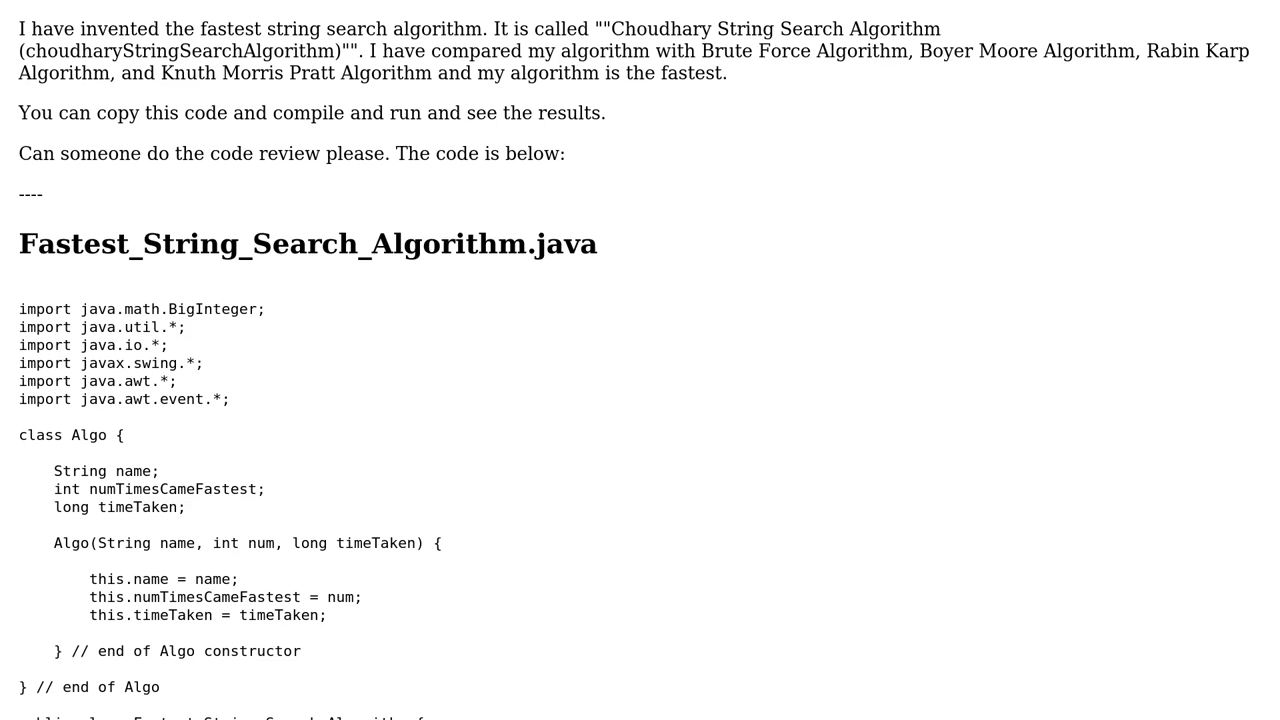 I have invented the fastest string search algorithm. It is called ""Choudhary String Search Algorithm
(choudharyStringSearchAlgorithm)"". I have compared my algorithm with Brute Force Algorithm, Boyer Moore Algorithm, Rabin Karp
Algorithm, and Knuth Morris Pratt Algorithm and my algorithm is the fastest.
You can copy this code and compile and run and see the results.
Can someone do the code review please. The code is below:
----
Fastest_String_Search_Algorithm.java
import java.math.BigInteger;
import java.util.*;
import java.io.*;
import javax.swing.*;
import java.awt.*;
import java.awt.event.*;
class Algo {
String name;
int numTimesCameFastest;
long timeTaken;
Algo(String name, int num, long timeTaken) {
this.name = name;
this.numTimesCameFastest = num;
this.timeTaken = timeTaken;
} // end of Algo constructor
} // end of Algo